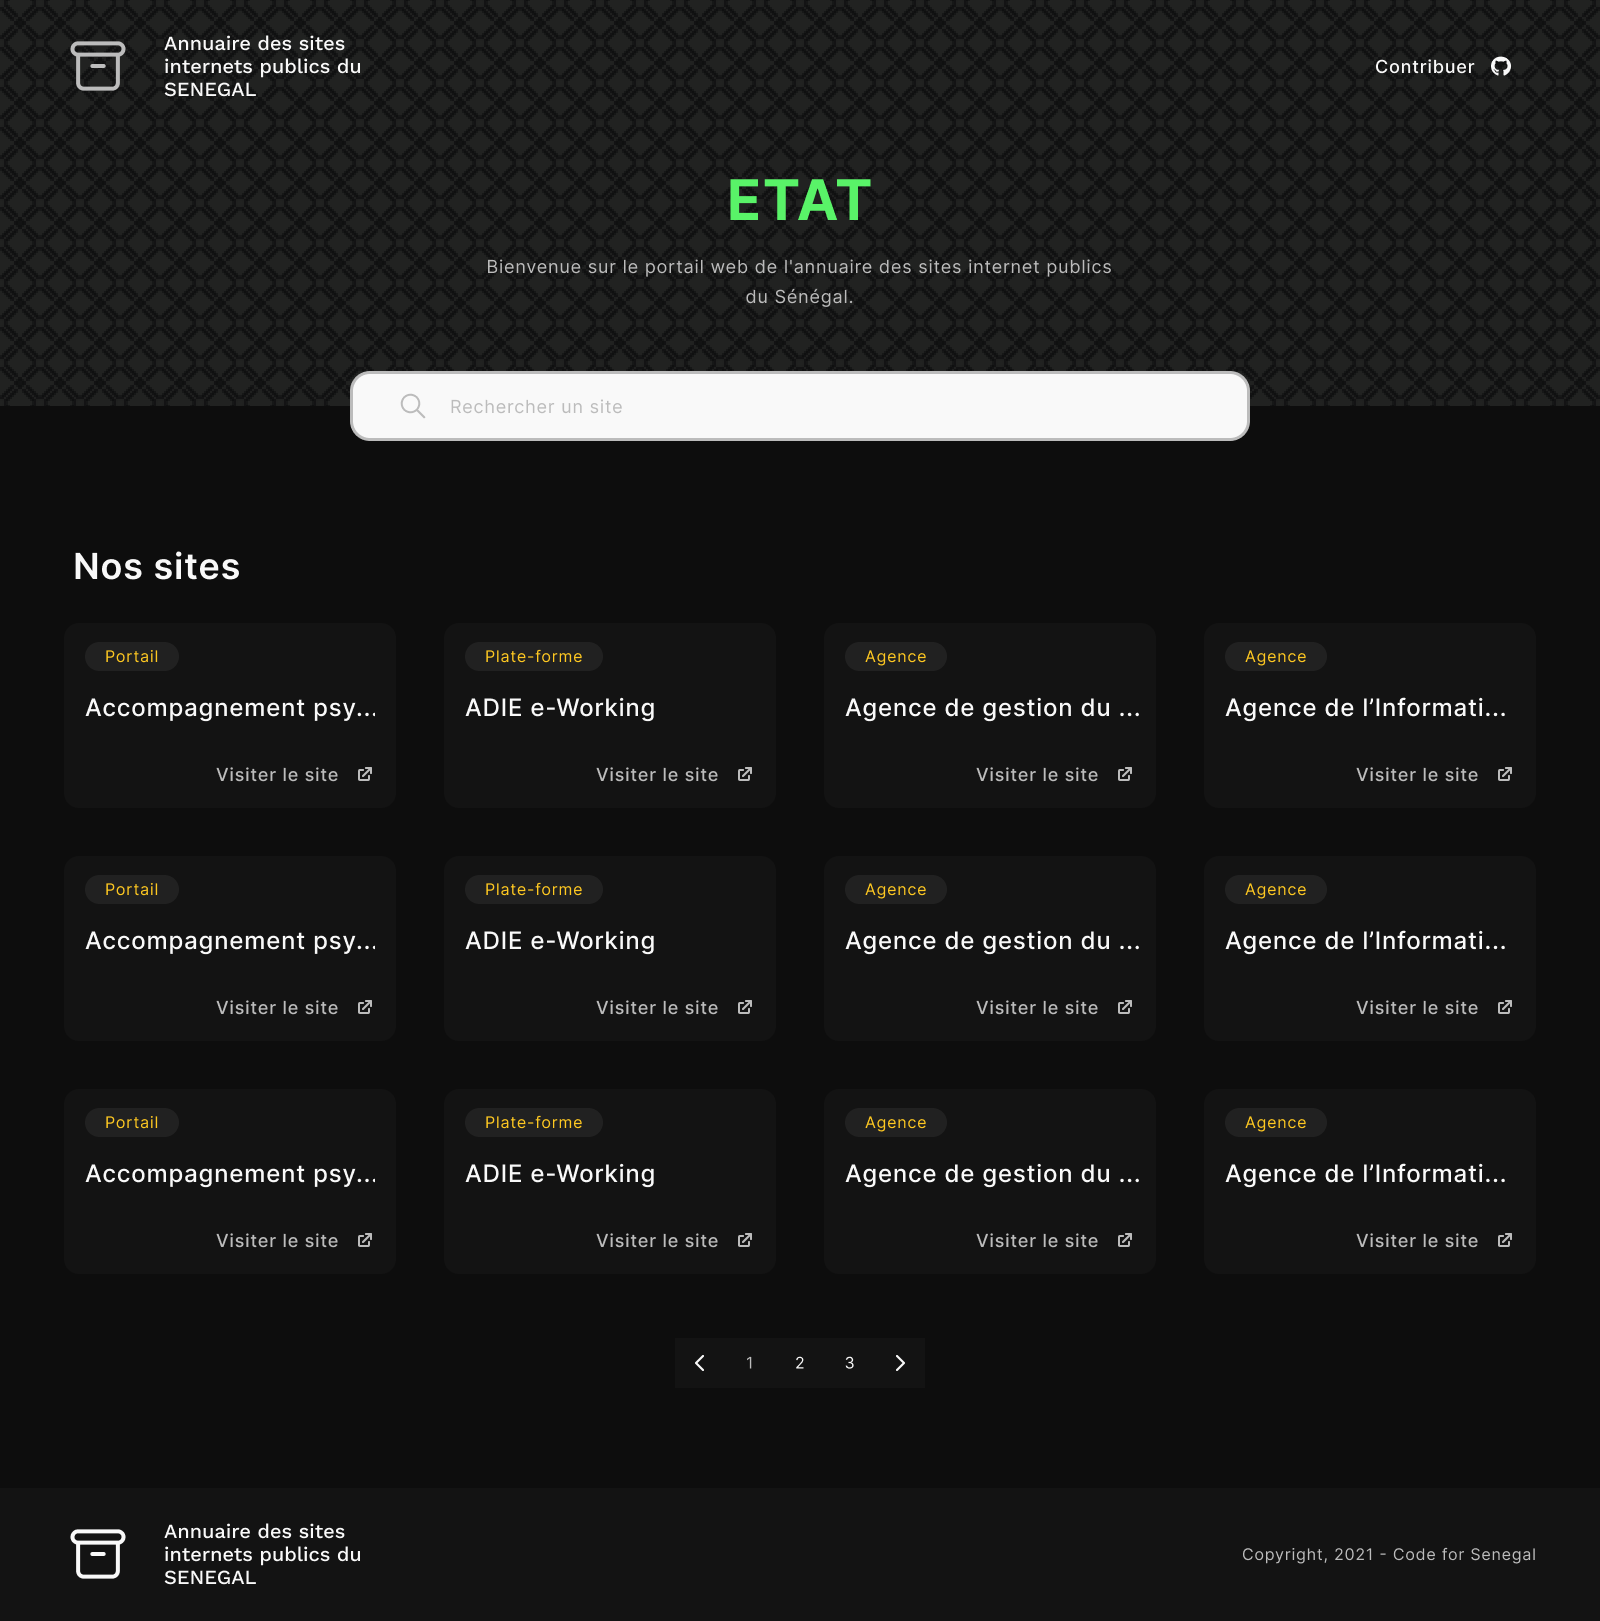 Annuaire des sites
internets publics du
SENEGAL
Contribuer
ETAT
Bienvenue sur le portail web de l'annuaire des sites internet publics
du Sénégal.
Rechercher un site
Nos sites
Portail
Accompagnement psy...
Visiter le site
Plate-forme
ADIE e-Working
Visiter le site
Agence
Agence de gestion du ...
Visiter le site
Agence
Agence de l’Informati...
Visiter le site
Portail
Accompagnement psy...
Visiter le site
Plate-forme
ADIE e-Working
Visiter le site
Agence
Agence de gestion du ...
Visiter le site
Agence
Agence de l’Informati...
Visiter le site
Portail
Accompagnement psy...
Visiter le site
Plate-forme
ADIE e-Working
Visiter le site
Agence
Agence de gestion du ...
Visiter le site
Agence
Agence de l’Informati...
Visiter le site
1 2 3
Annuaire des sites
internets publics du
SENEGAL
Copyright, 2021 - Code for Senegal